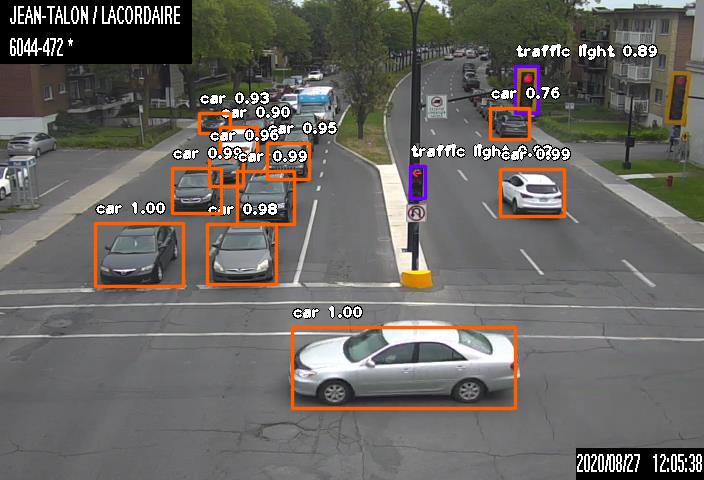 JEAN-TALON / LACORDAIRE
6044-472 *
traffic light 0.89
car 0.76
car 0.93
car 0.90
car 0.96
car 0.95
car 0.99
traffic light
car 0.99
car 1.00
car 0.98
car 1.00
2020/08/27 12:05:38